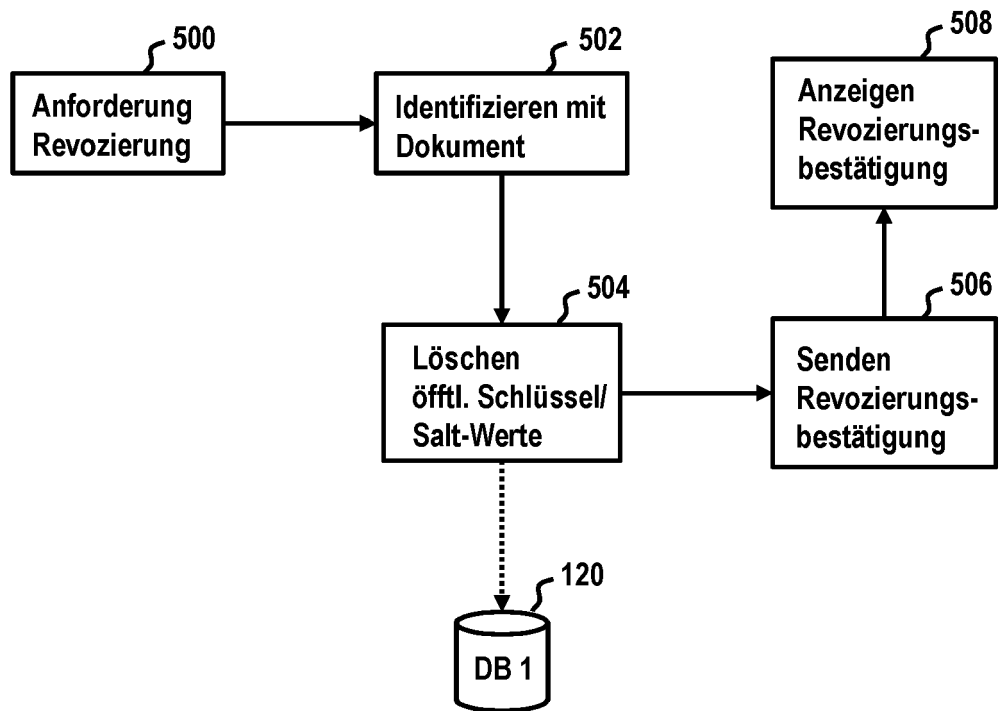 500
Anforderung
Revozierung
502
Identifizieren mit
Dokument
508
Anzeigen
Revozierungs-
bestätigung
504
Löschen
öfftl. Schlüssel/
Salt-Werte
506
Senden
Revozierungs-
bestätigung
120
DB 1